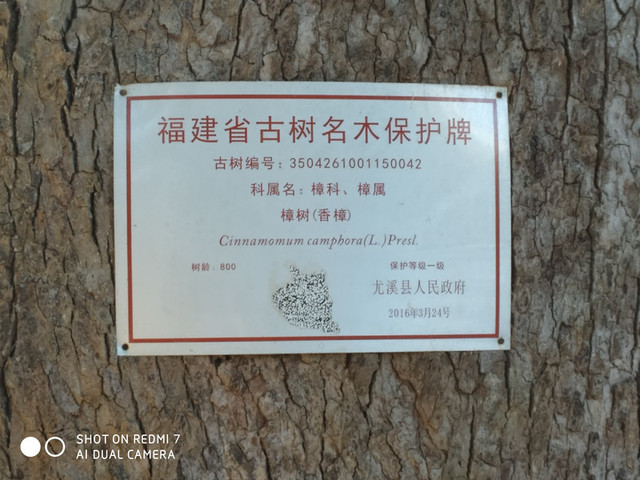 福建省古树名木保护牌
古树编号：3504261001150042
科属名：樟科、樟属
樟树(香樟)
Cinnamomum camphora(L.)Presl.
树龄：800
保护等级一级
尤溪县人民政府
2016年3月24号
SHOT ON REDMI 7
AI DUAL CAMERA